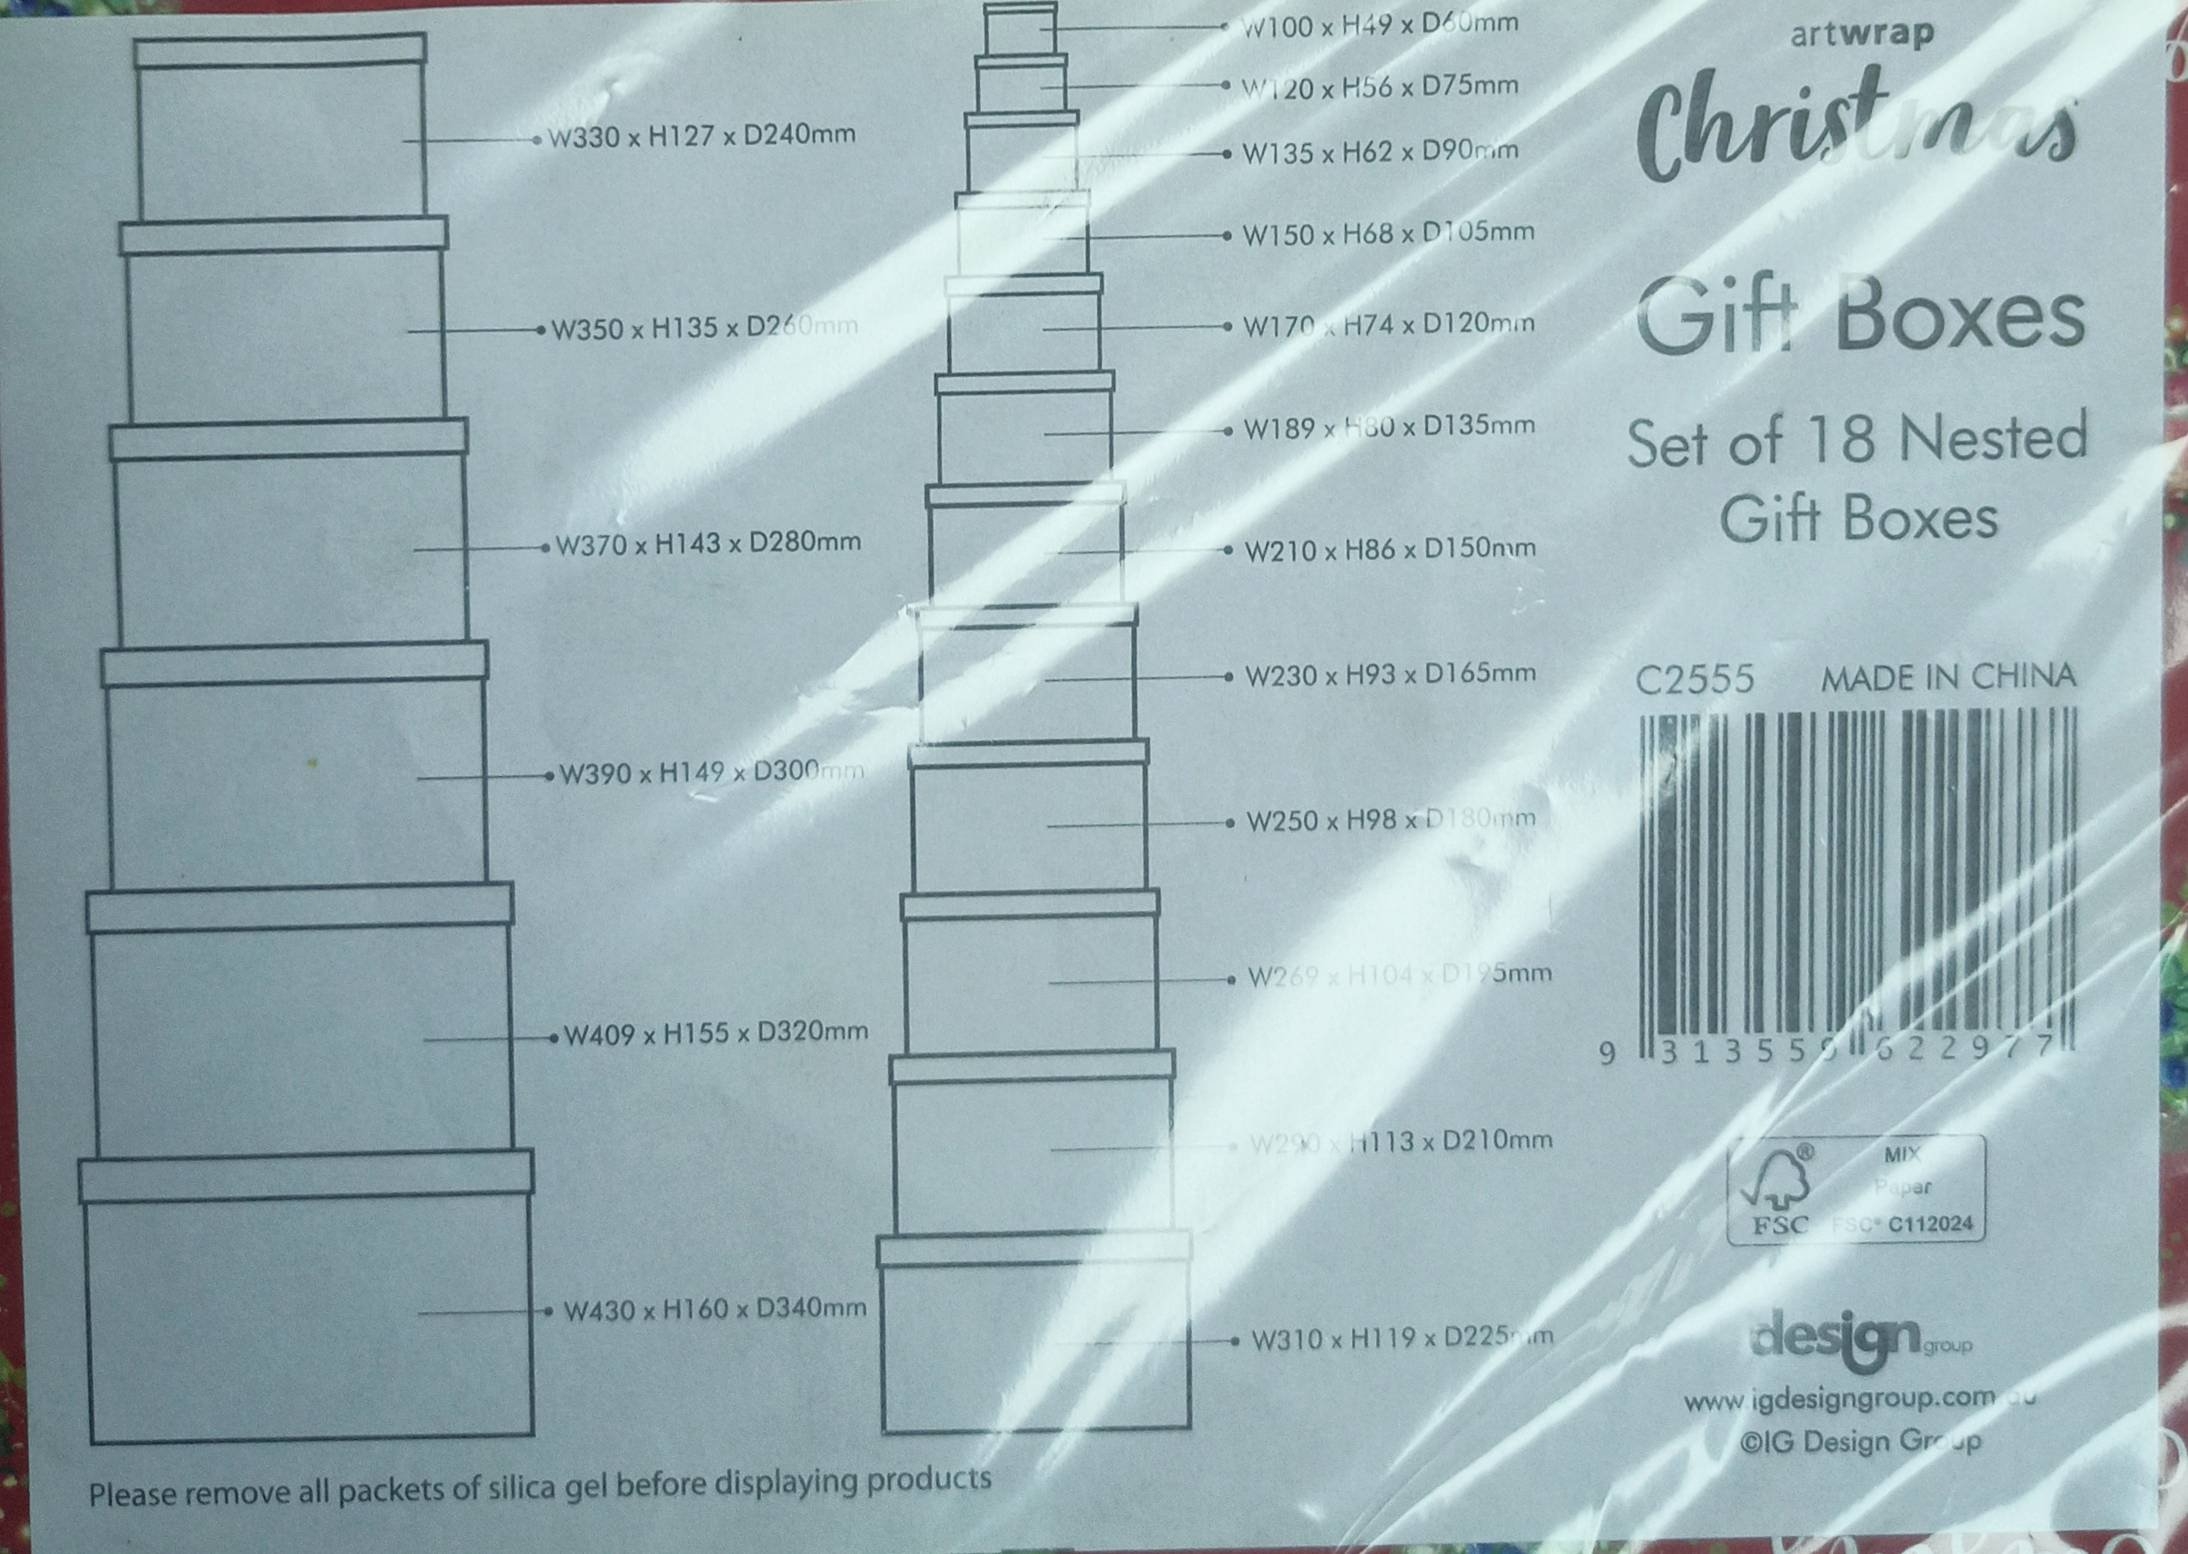 W330 x H127 x D240mm
W350 x H135 x D260mm
W370 x H143 x D280mm
W390 x H149 x D300mm
W409 x H155 x D320mm
W430 x H160 x D340mm
W100 x H49 x D60mm
W120 x H56 x D75mm
W135 x H62 x D90mm
W150 x H68 x D105mm
W170 x H74 x D120mm
W189 x H80 x D135mm
W210 x H86 x D150mm
W230 x H93 x D165mm
W250 x H98 x D180mm
W269 x H104 x D195mm
W290 x H113 x D210mm
W310 x H119 x D225mm
Please remove all packets of silica gel before displaying products
artwrap
Christmas
Gift Boxes
Set of 18 Nested
Gift Boxes
C2555 MADE IN CHINA
9 313559 622977
MIX
Paper
FSC FSC® C112024
design group
www.igdesigngroup.com.au
©IG Design Group